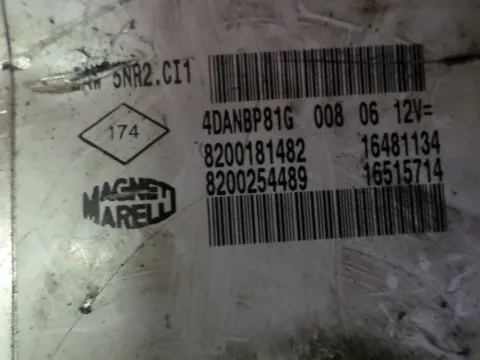 5NR2.CI1
174
4DANBP81G 008 06 12V=
8200181482 16481134
8200254489 16515714
MAGNETI
MARELLI